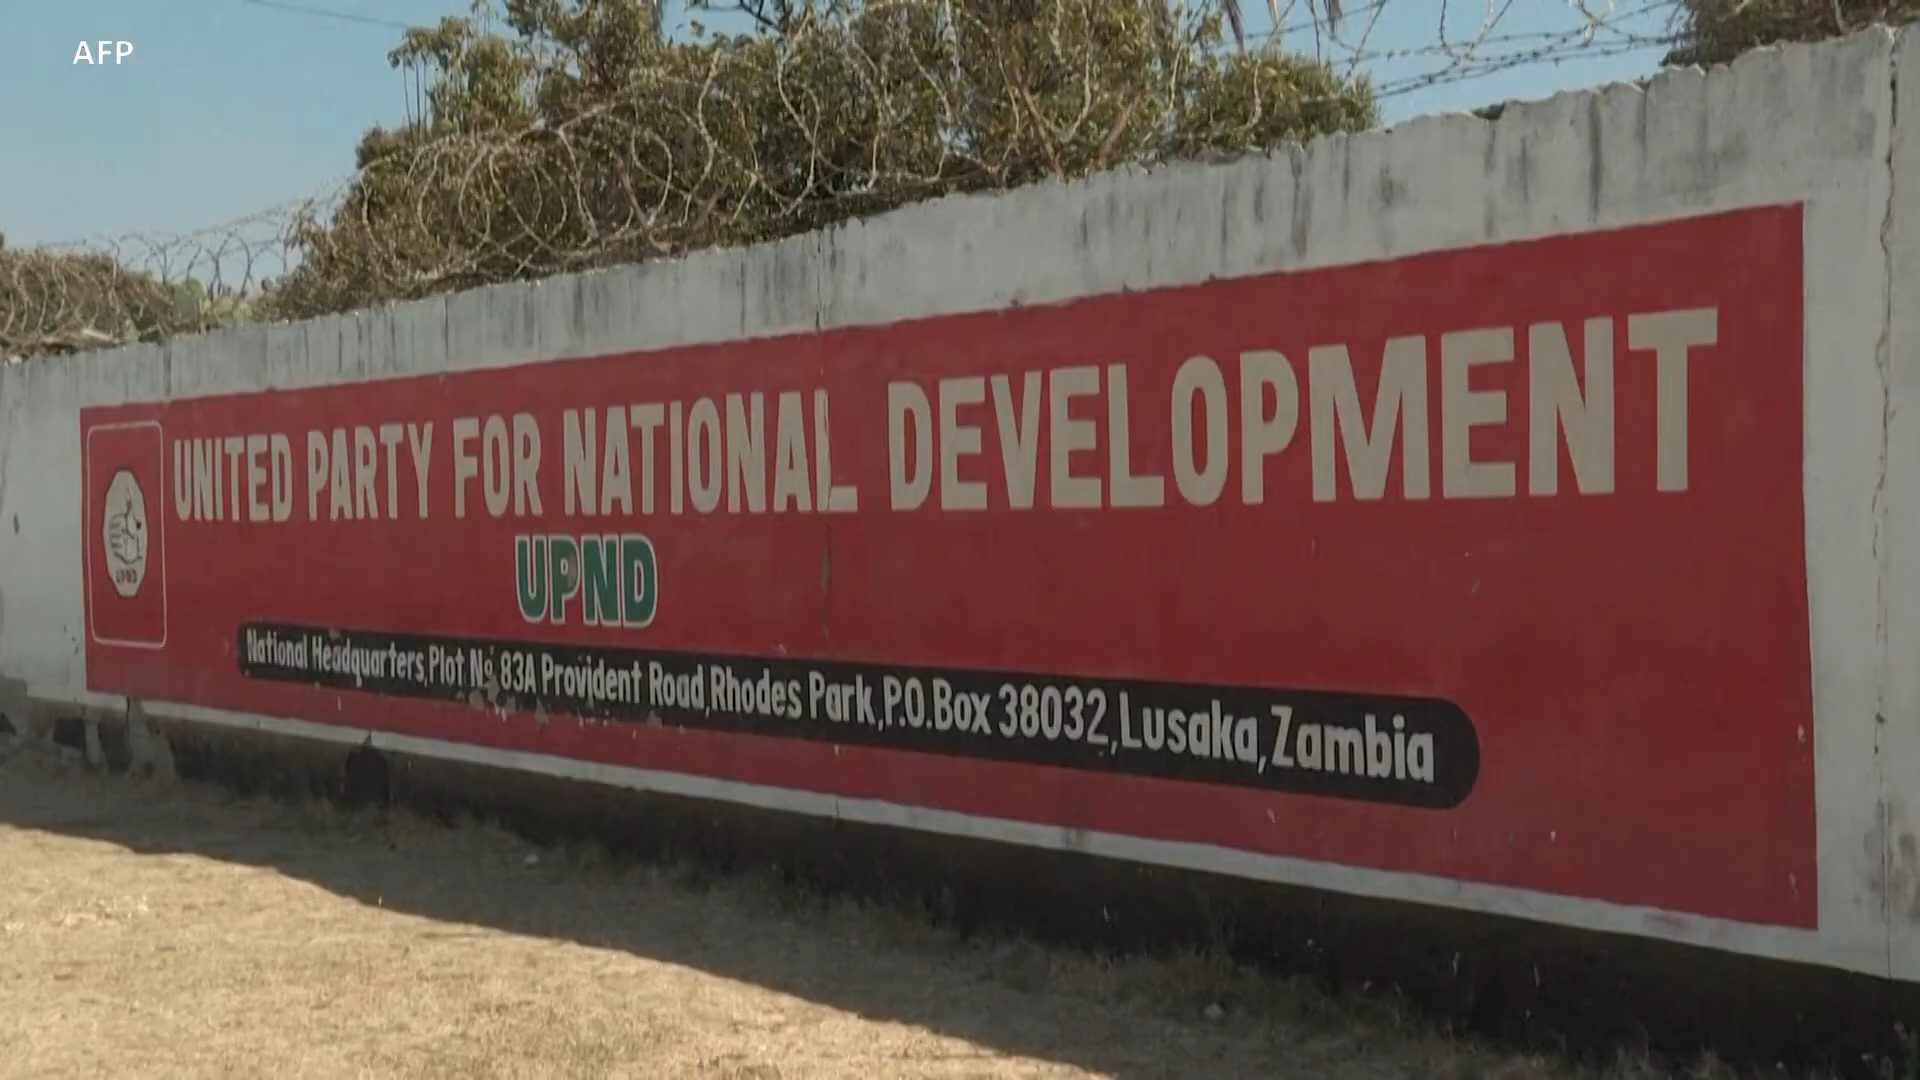 AFP
UNITED PARTY FOR NATIONAL DEVELOPMENT
UPND
UPND
National Headquarters,Plot Nº 83A Provident Road,Rhodes Park,P.O.Box 38032,Lusaka,Zambia